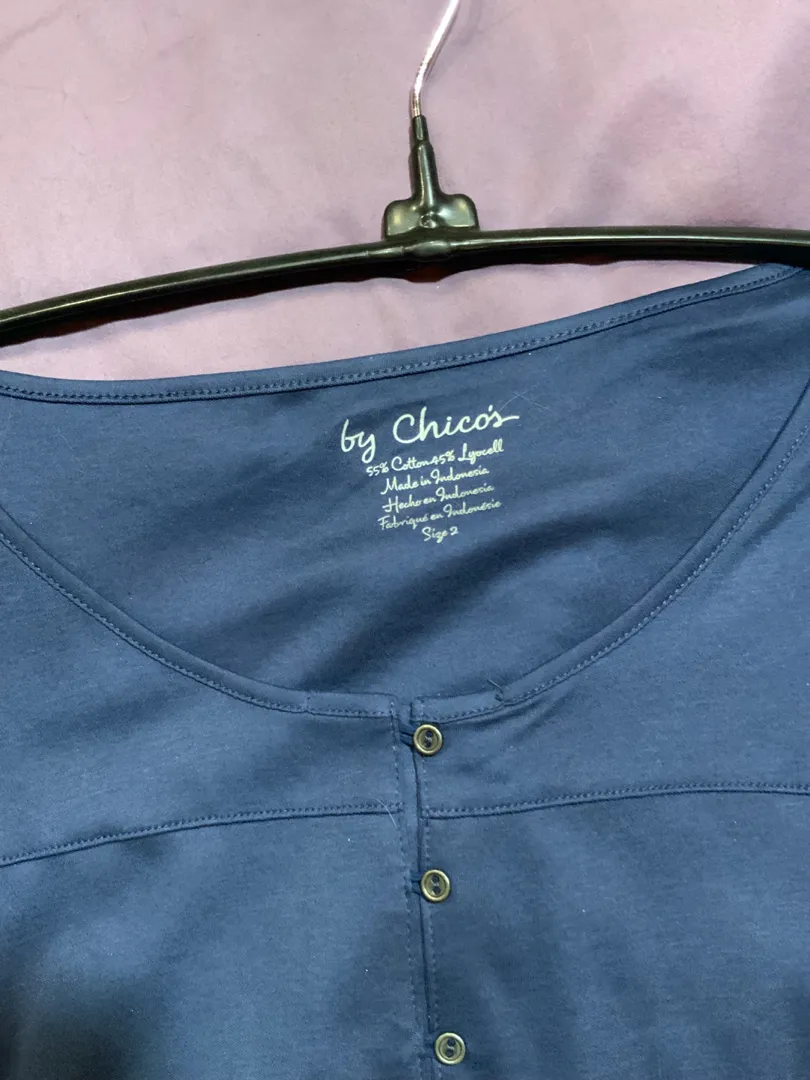 by Chico's
55% Cotton 45% Lyocell
Made in Indonesia
Hecho en Indonesia
Fabriqué en Indonésie
Size 2